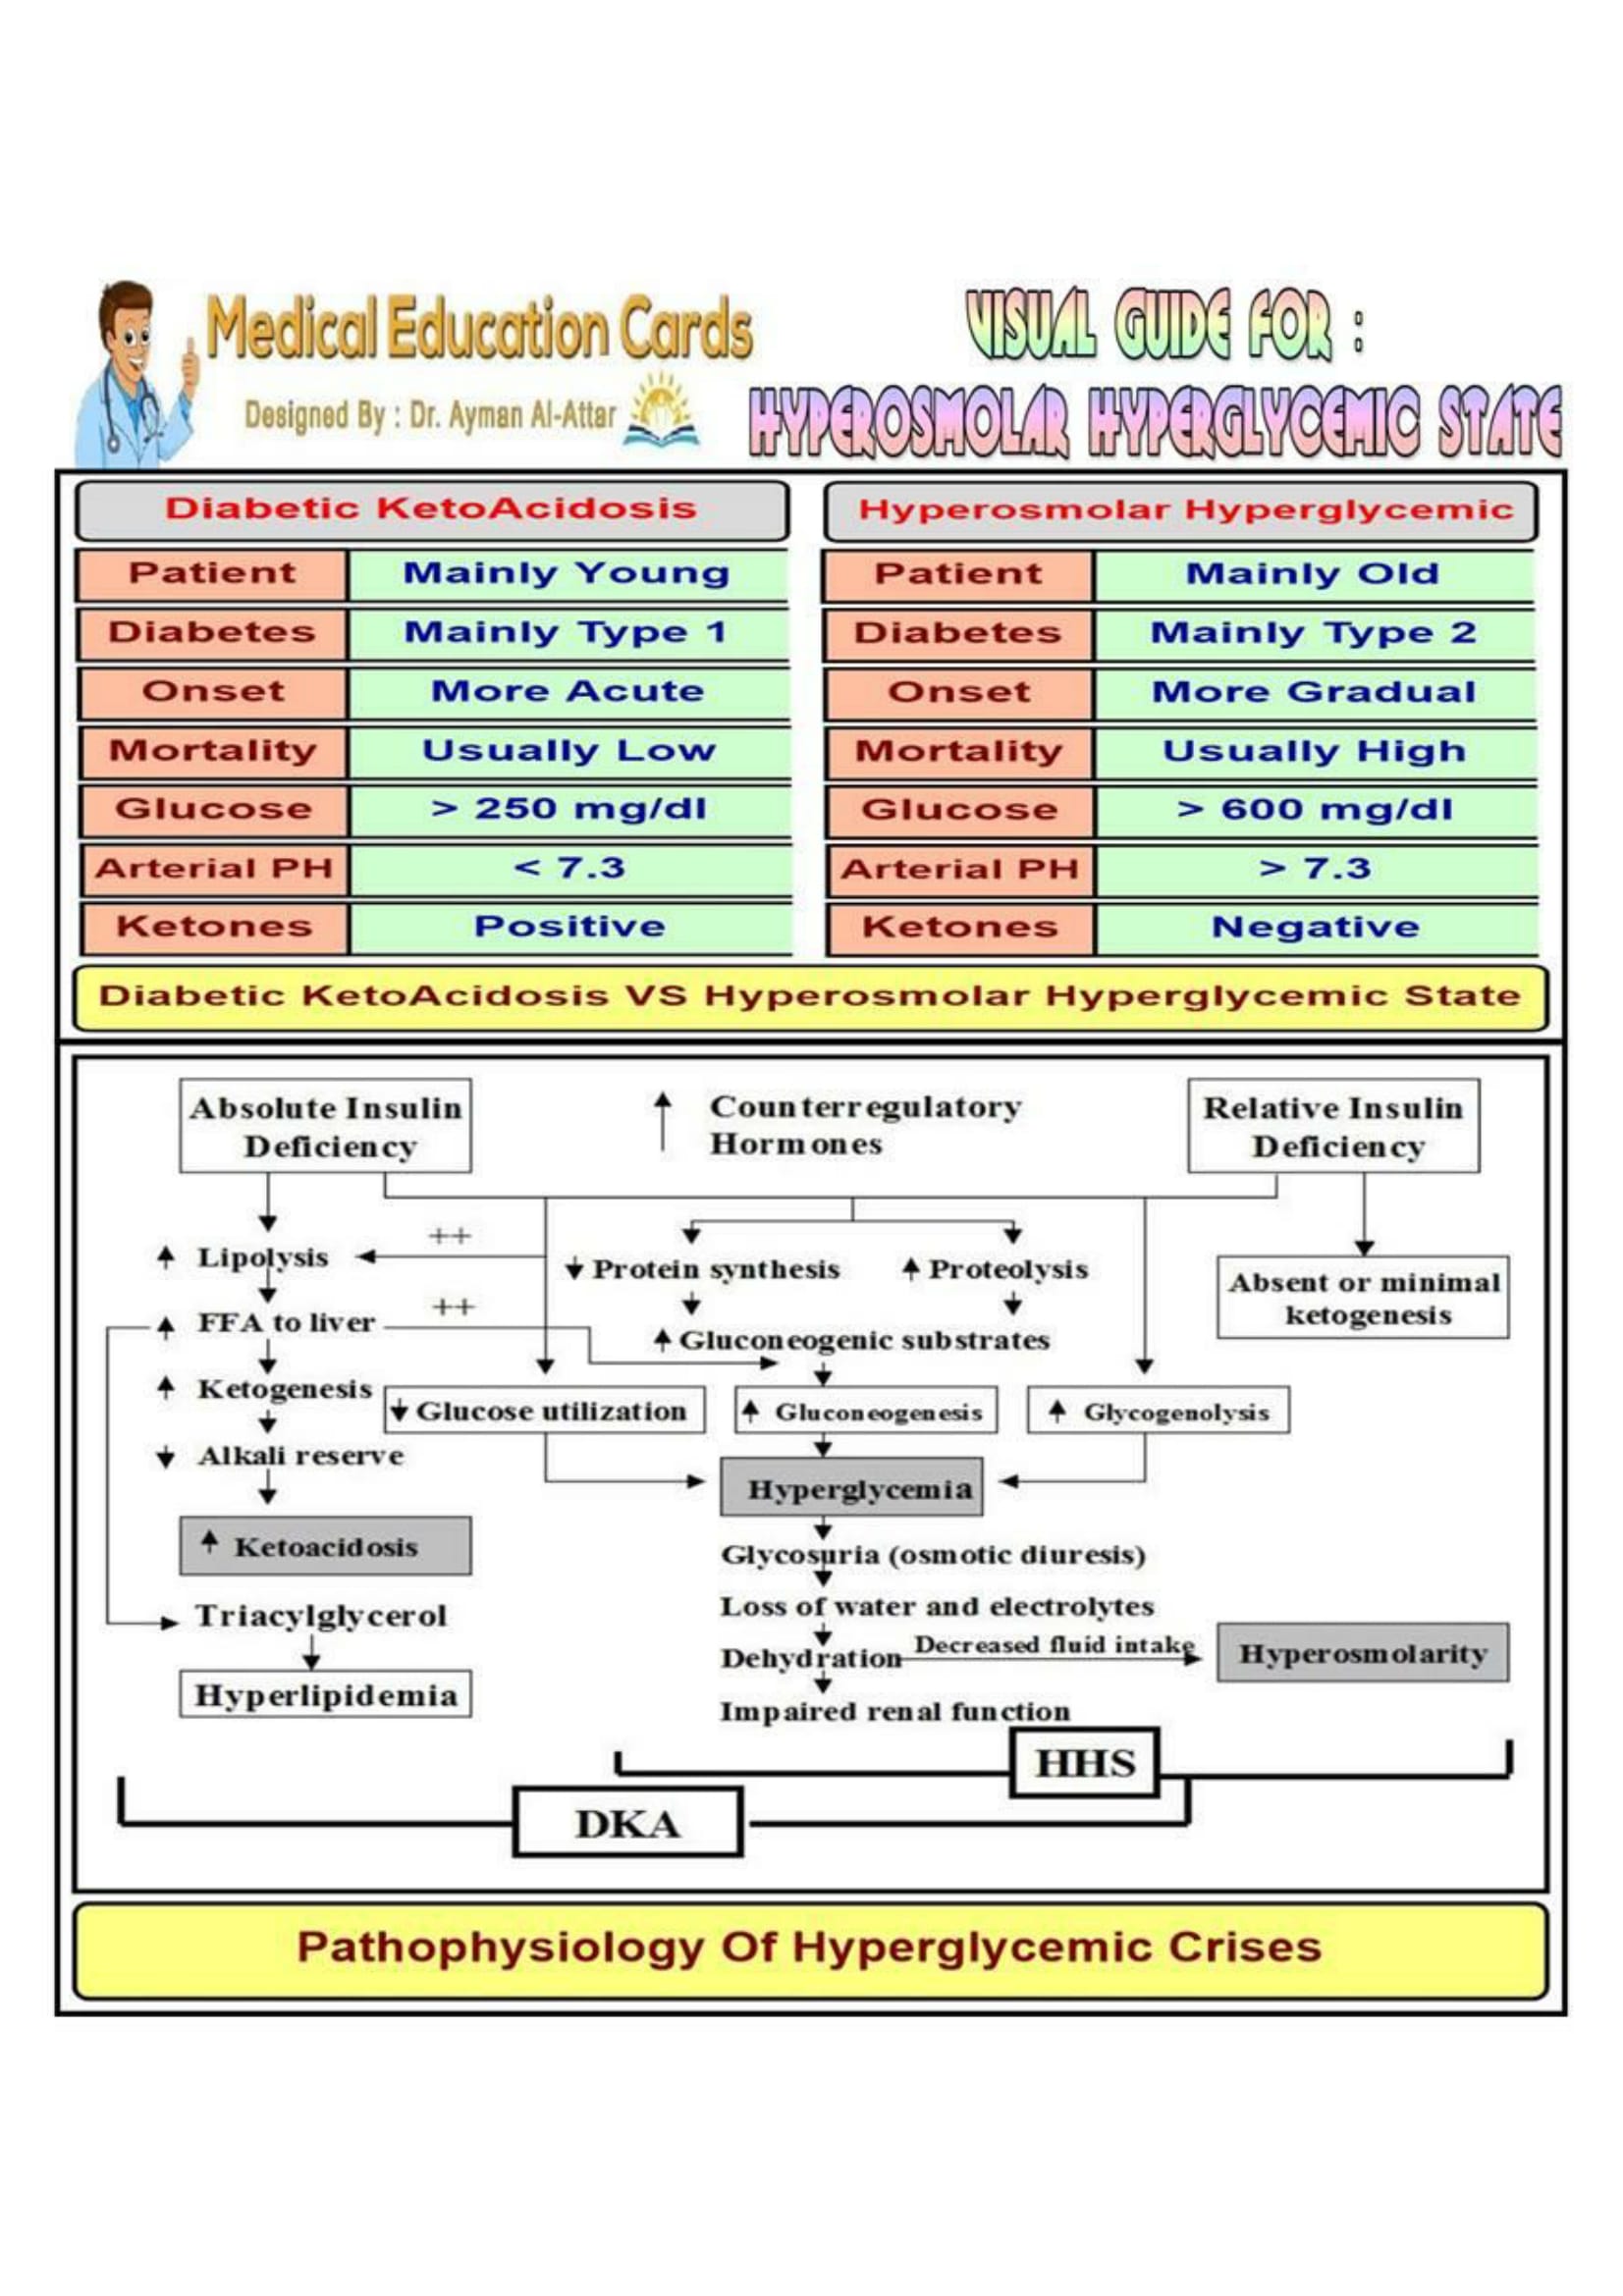 Medical Education Cards
Designed By : Dr. Ayman Al-Attar
VISUAL GUIDE FOR :
HYPEROSMOLAR HYPERGLYCEMIC STATE
Diabetic KetoAcidosis
Patient Mainly Young
Diabetes Mainly Type 1
Onset More Acute
Mortality Usually Low
Glucose > 250 mg/dl
Arterial PH < 7.3
Ketones Positive
Hyperosmolar Hyperglycemic
Patient Mainly Old
Diabetes Mainly Type 2
Onset More Gradual
Mortality Usually High
Glucose > 600 mg/dl
Arterial PH > 7.3
Ketones Negative
Diabetic KetoAcidosis VS Hyperosmolar Hyperglycemic State
Absolute Insulin
Deficiency
↑ Counterregulatory
Hormones
Relative Insulin
Deficiency
++
↑ Lipolysis
↓ Protein synthesis
↑ Proteolysis
Absent or minimal
ketogenesis
++
↑ FFA to liver
↑ Gluconeogenic substrates
↑ Ketogenesis
↓ Glucose utilization
↑ Gluconeogenesis
↑ Glycogenolysis
↓ Alkali reserve
Hyperglycemia
↑ Ketoacidosis
Glycosuria (osmotic diuresis)
Triacylglycerol
Loss of water and electrolytes
Dehydration
Decreased fluid intake
Hyperosmolarity
Hyperlipidemia
Impaired renal function
HHS
DKA
Pathophysiology Of Hyperglycemic Crises